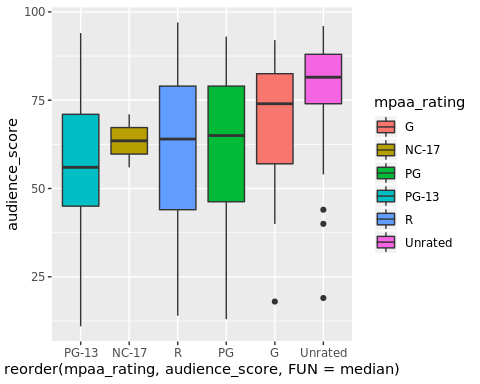 100
75
50
25
audience_score
PG-13 NC-17 R PG G Unrated
reorder(mpaa_rating, audience_score, FUN = median)
mpaa_rating
G
NC-17
PG
PG-13
R
Unrated